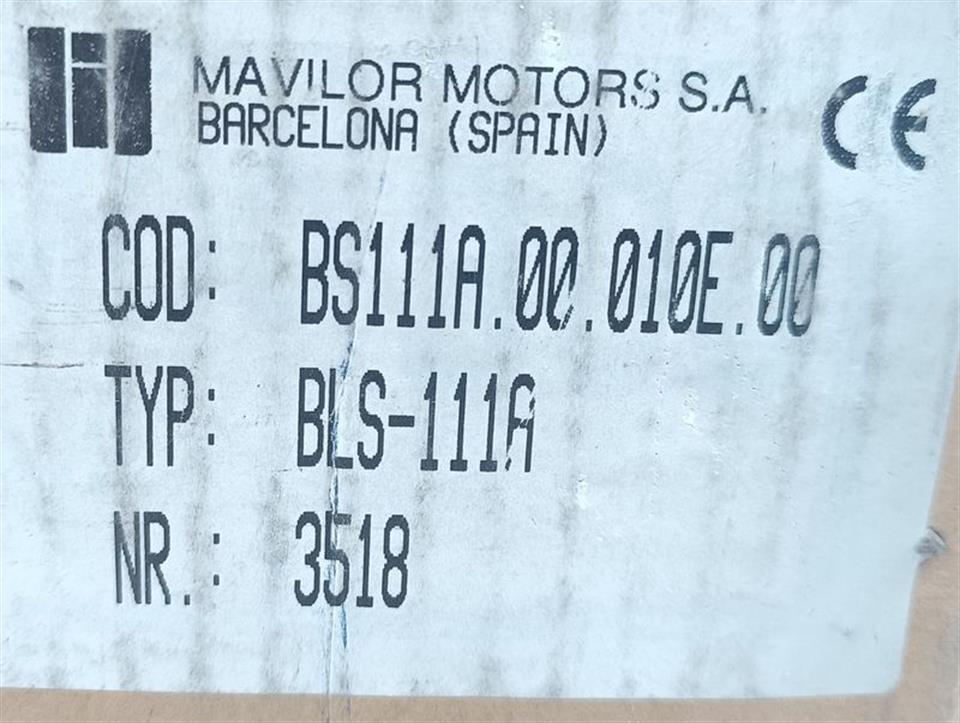 MAVILOR MOTORS S.A.
BARCELONA (SPAIN)
CE
COD: BS111A.00.010E.00
TYP: BLS-111A
NR.: 3518